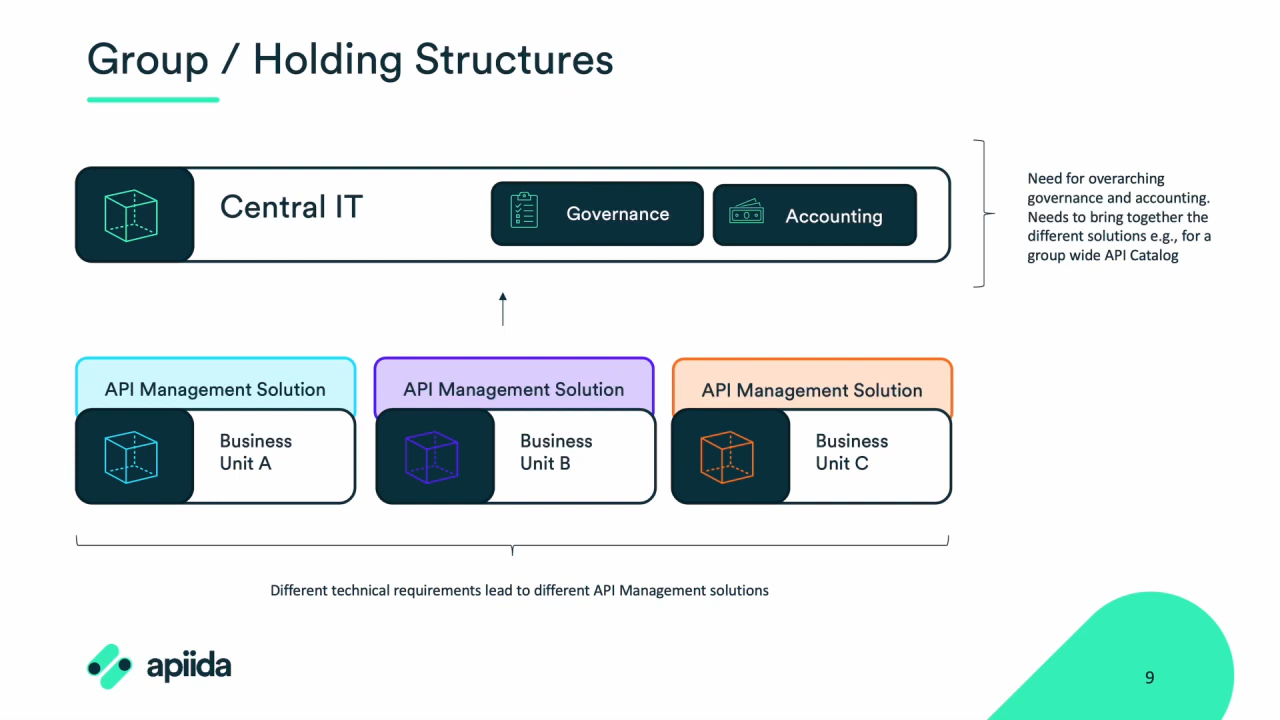 Group / Holding Structures
Central IT
Governance
Accounting
Need for overarching
governance and accounting.
Needs to bring together the
different solutions e.g., for a
group wide API Catalog
API Management Solution
API Management Solution
API Management Solution
Business
Unit A
Business
Unit B
Business
Unit C
Different technical requirements lead to different API Management solutions
apiida
9